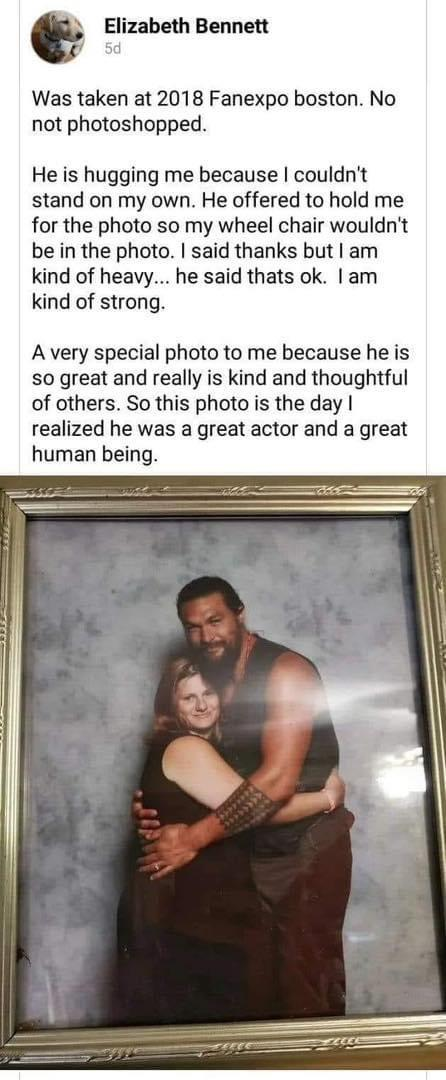 Elizabeth Bennett
5d
Was taken at 2018 Fanexpo boston. No
not photoshopped.
He is hugging me because I couldn't
stand on my own. He offered to hold me
for the photo so my wheel chair wouldn't
be in the photo. I said thanks but I am
kind of heavy... he said thats ok.  I am
kind of strong.
A very special photo to me because he is
so great and really is kind and thoughtful
of others. So this photo is the day I
realized he was a great actor and a great
human being.